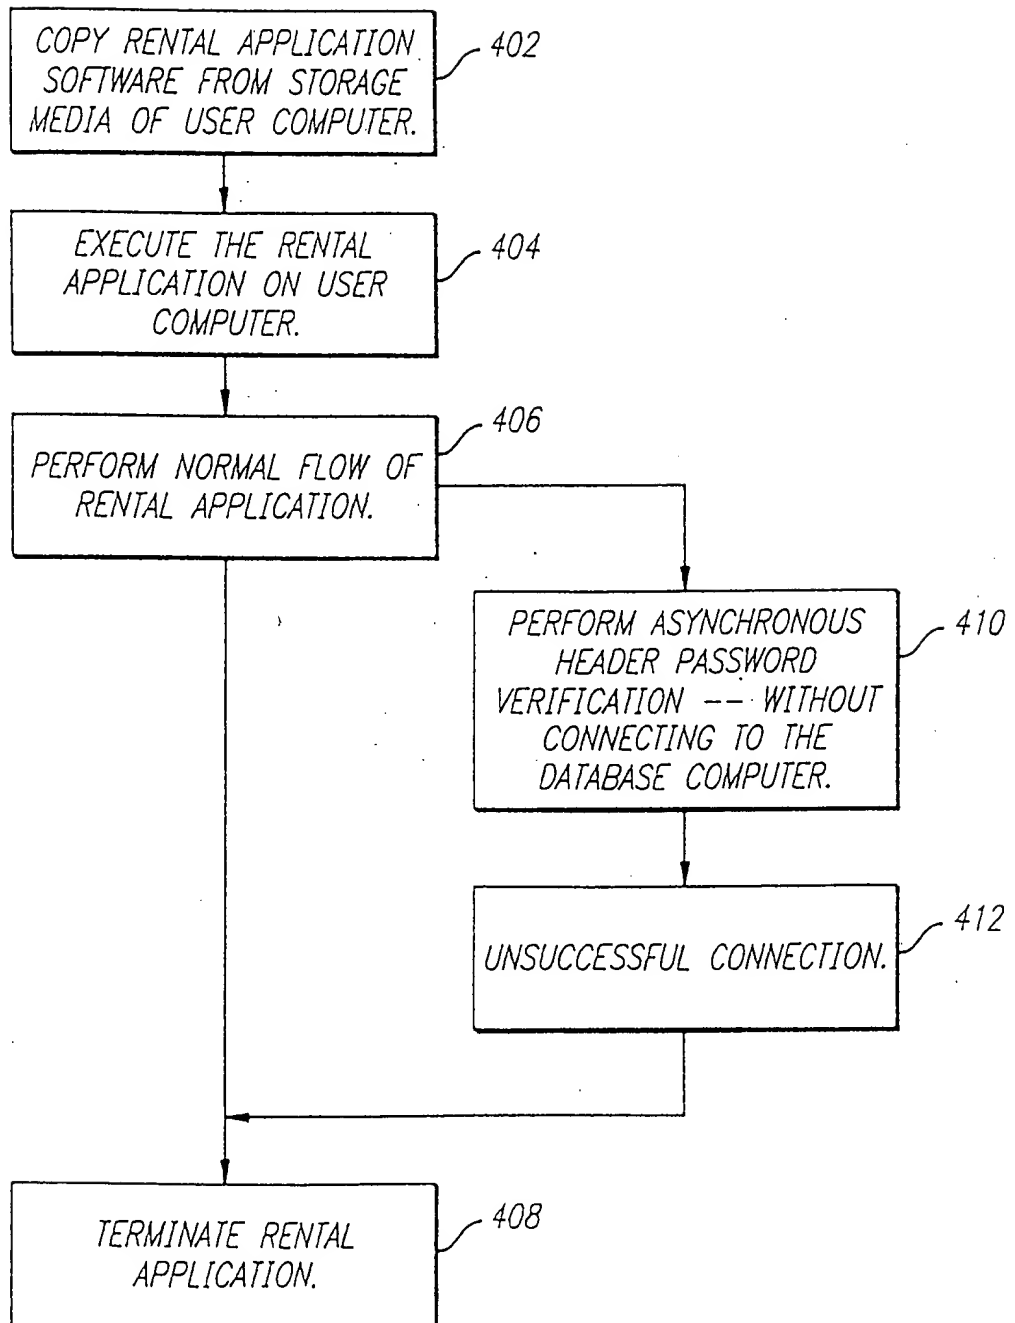 COPY RENTAL APPLICATION
SOFTWARE FROM STORAGE
MEDIA OF USER COMPUTER.
402
EXECUTE THE RENTAL
APPLICATION ON USER
COMPUTER.
404
PERFORM NORMAL FLOW OF
RENTAL APPLICATION.
406
PERFORM ASYNCHRONOUS
HEADER PASSWORD
VERIFICATION -- WITHOUT
CONNECTING TO THE
DATABASE COMPUTER.
410
UNSUCCESSFUL CONNECTION.
412
TERMINATE RENTAL
APPLICATION.
408